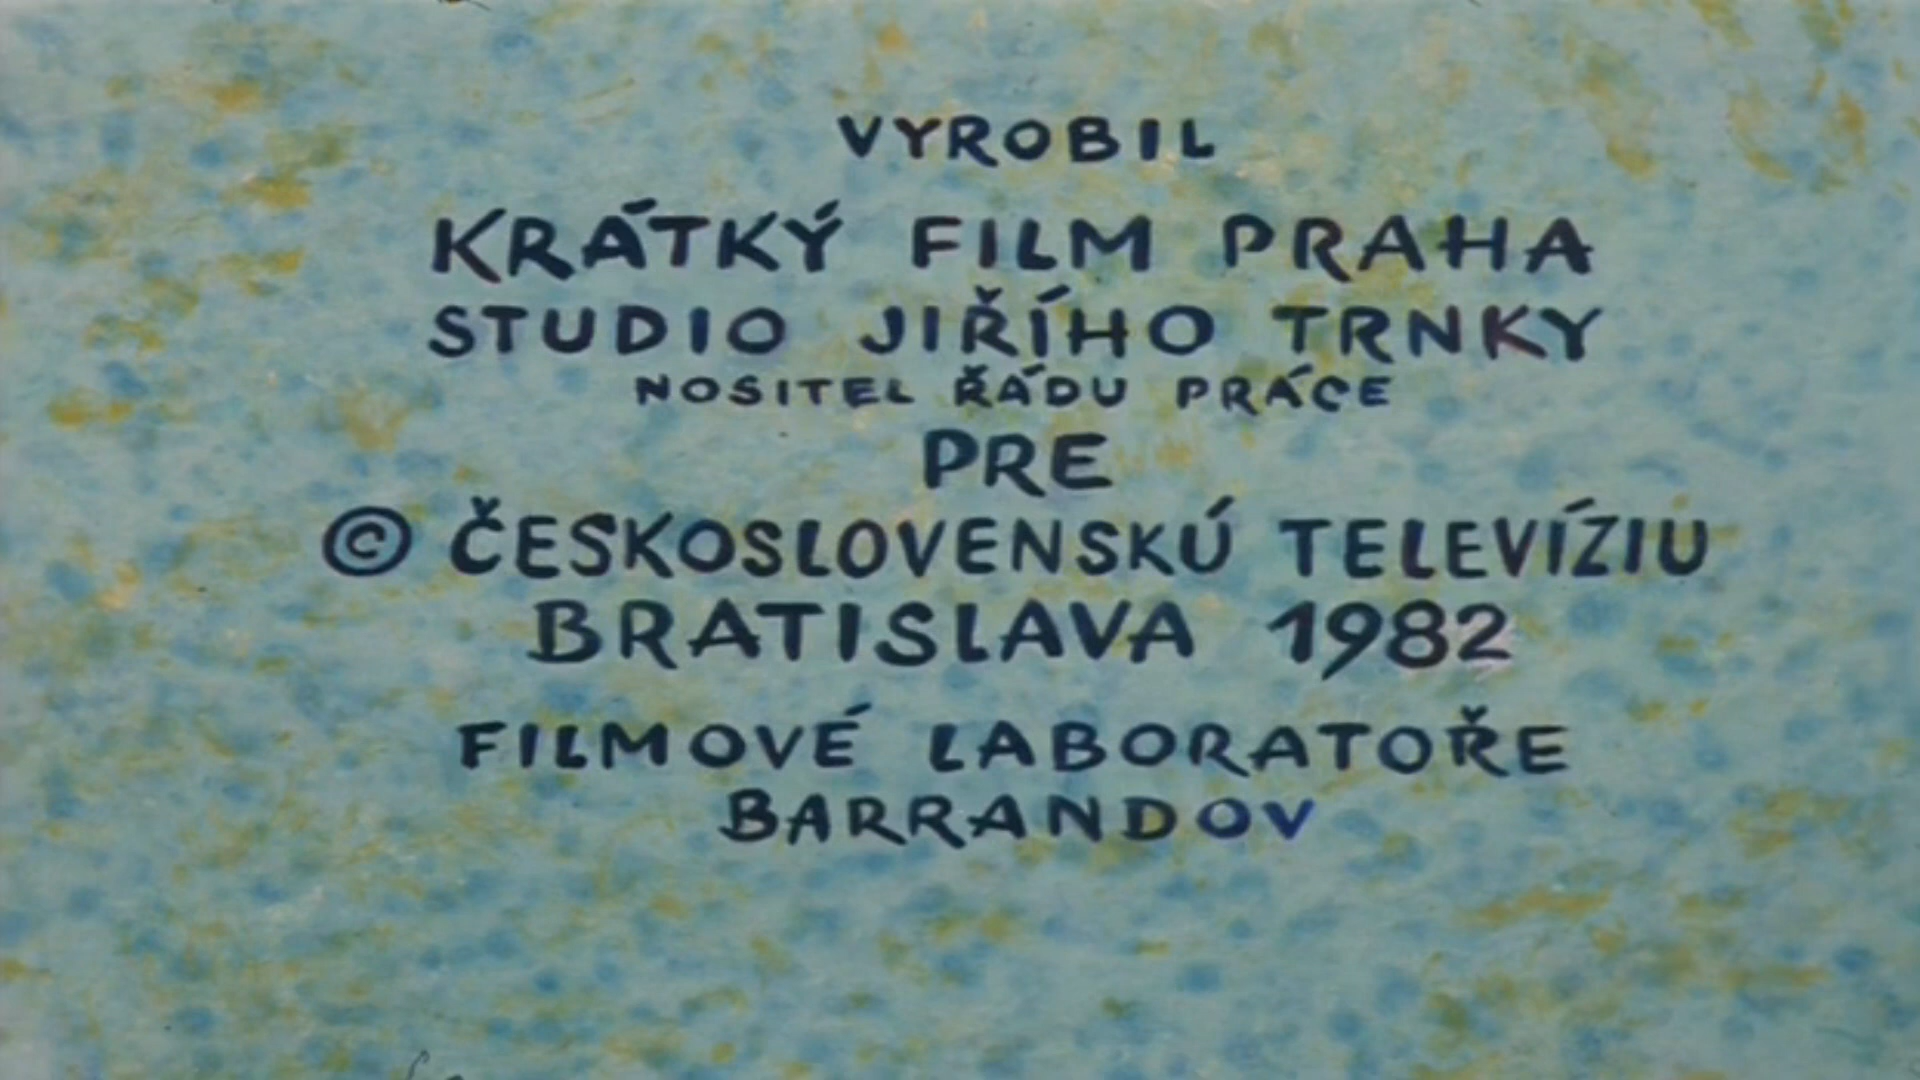 VYROBIL
KRÁTKÝ FILM PRAHA
STUDIO JIŘÍHO TRNKY
NOSITEL ŘÁDU PRÁCE
PRE
© ČESKOSLOVENSKÚ TELEVÍZIU
BRATISLAVA 1982
FILMOVÉ LABORATOŘE
BARRANDOV